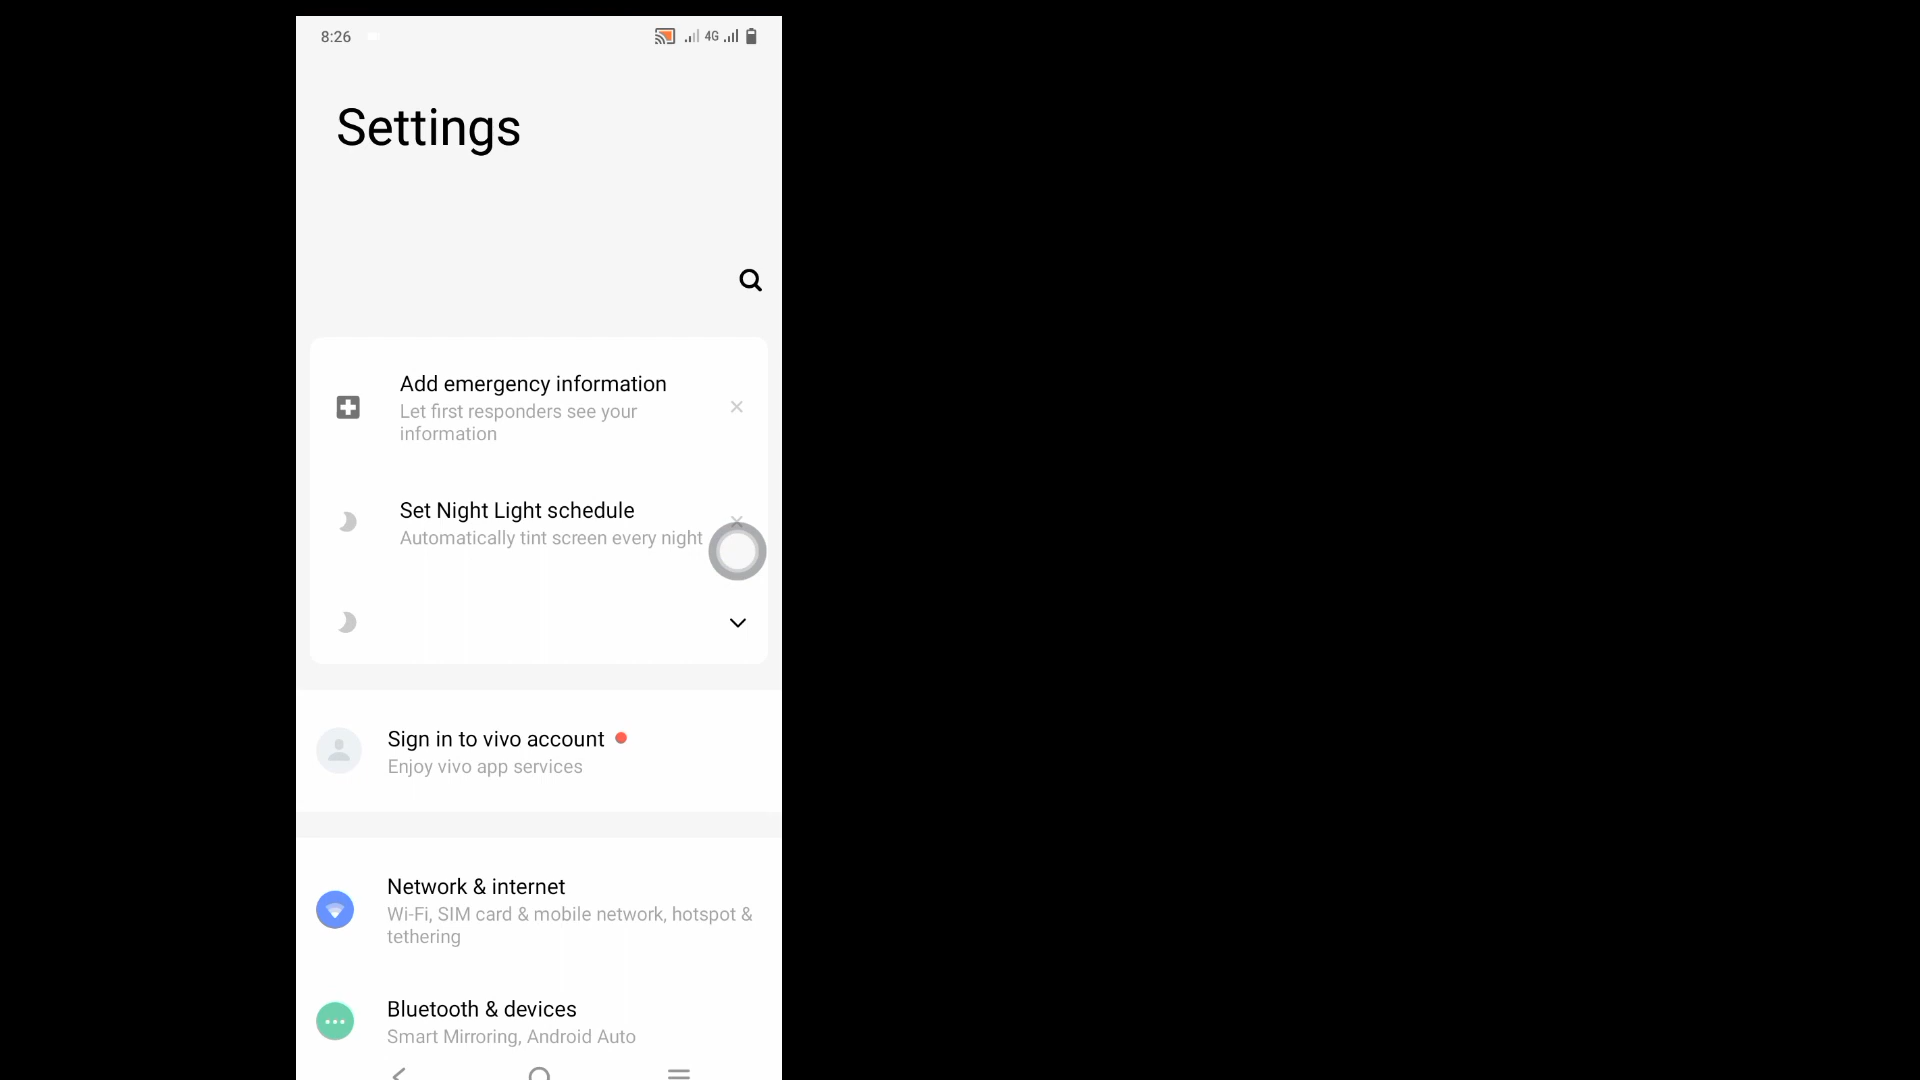 8:26
4G
Settings
Add emergency information
Let first responders see your
information
Set Night Light schedule
Automatically tint screen every night
Sign in to vivo account
Enjoy vivo app services
Network & internet
Wi-Fi, SIM card & mobile network, hotspot &
tethering
Bluetooth & devices
Smart Mirroring, Android Auto